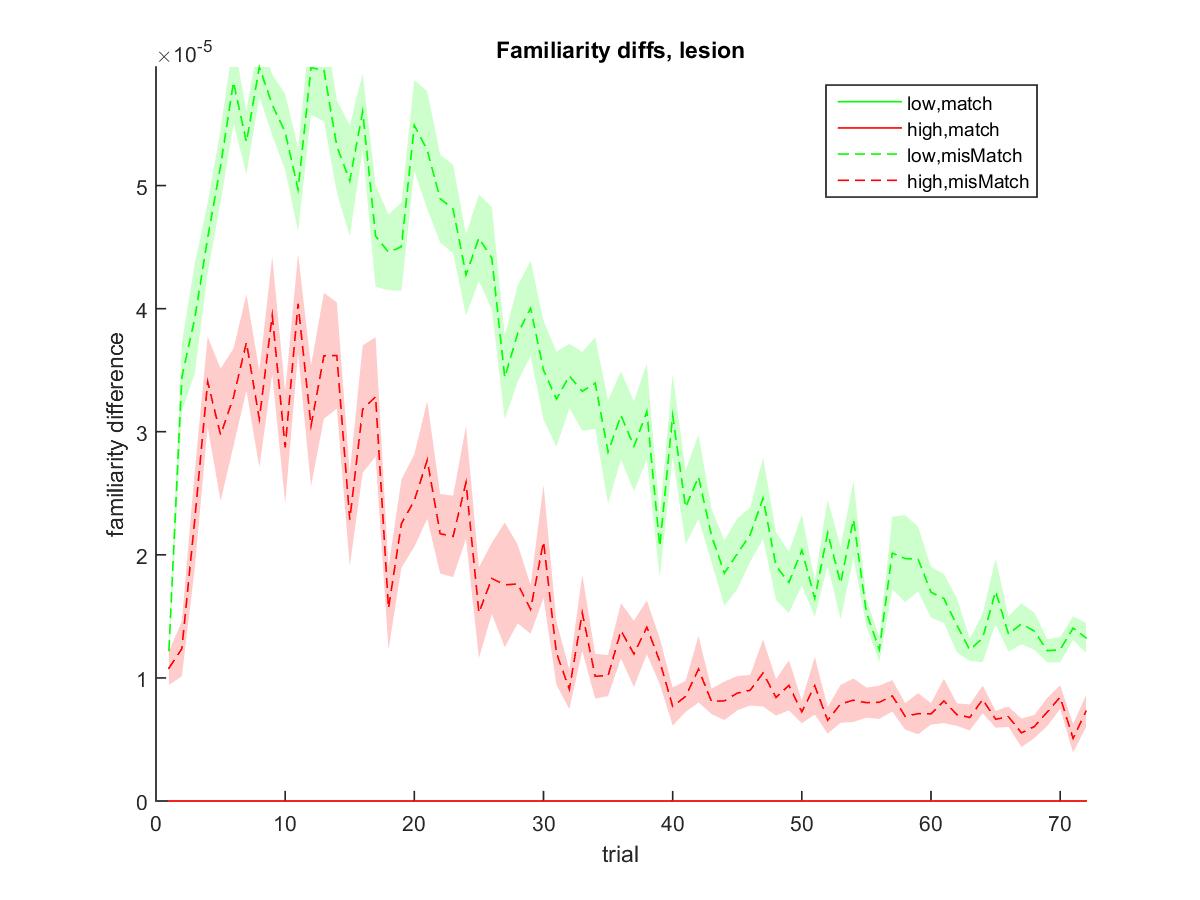 ×10-5
Familiarity diffs, lesion
low,match
high,match
low,misMatch
high,misMatch
familiarity difference
5
4
3
2
1
0
0 10 20 30 40 50 60 70
trial